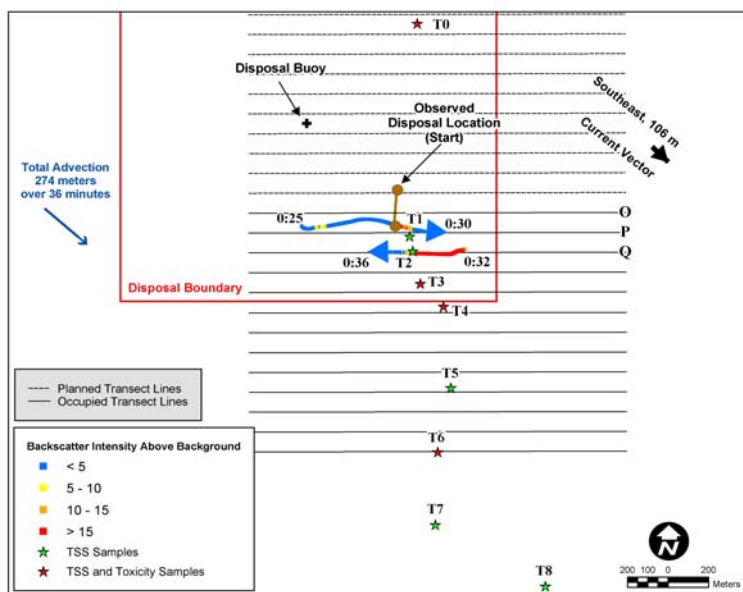 T0
Disposal Buoy
Observed
Disposal Location
(Start)
Southeast, 106 m
Current Vector
Total Advection
274 meters
over 36 minutes
O
T1
0:25
0:30
P
Q
0:36
T2
0:32
T3
Disposal Boundary
T4
T5
Planned Transect Lines
Occupied Transect Lines
T6
Backscatter Intensity Above Background
< 5
5 - 10
10 - 15
> 15
TSS Samples
TSS and Toxicity Samples
T7
T8
N
200 100 0 200
Meters